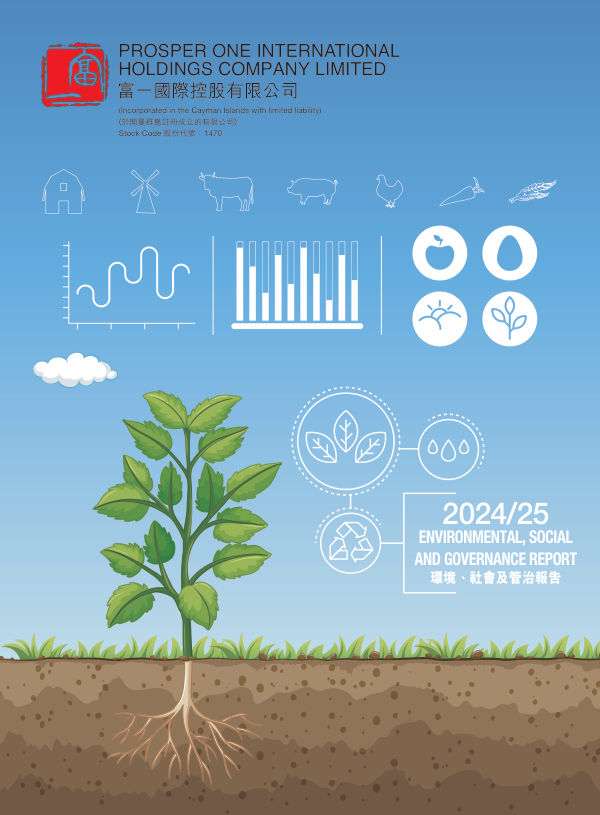 富
PROSPER ONE INTERNATIONAL
HOLDINGS COMPANY LIMITED
富一國際控股有限公司
(Incorporated in the Cayman Islands with limited liability)
(於開曼群島註冊成立的有限公司)
Stock Code 股份代號：1470
2024/25
ENVIRONMENTAL, SOCIAL
AND GOVERNANCE REPORT
環境、社會及管治報告